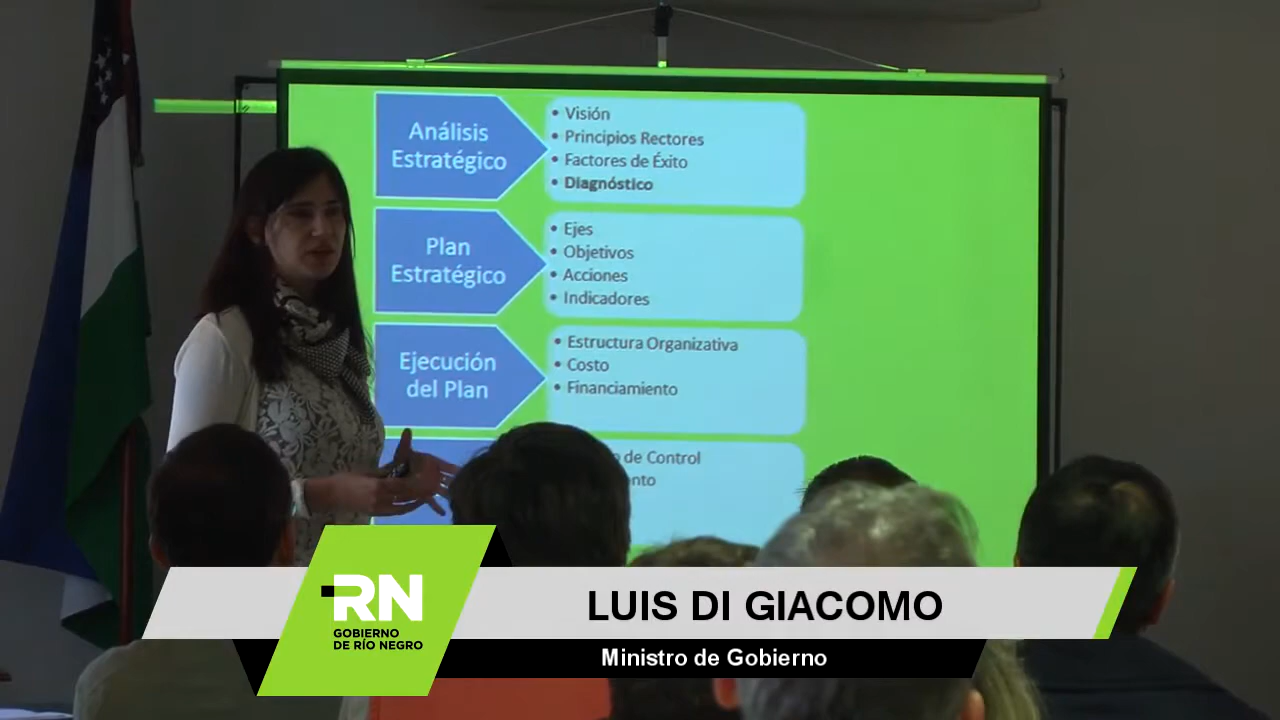 Análisis
Estratégico
• Visión
• Principios Rectores
• Factores de Éxito
• Diagnóstico
Plan
Estratégico
• Ejes
• Objetivos
• Acciones
• Indicadores
Ejecución
del Plan
• Estructura Organizativa
• Costo
• Financiamiento
de Control
RN
GOBIERNO
DE RÍO NEGRO
LUIS DI GIACOMO
Ministro de Gobierno